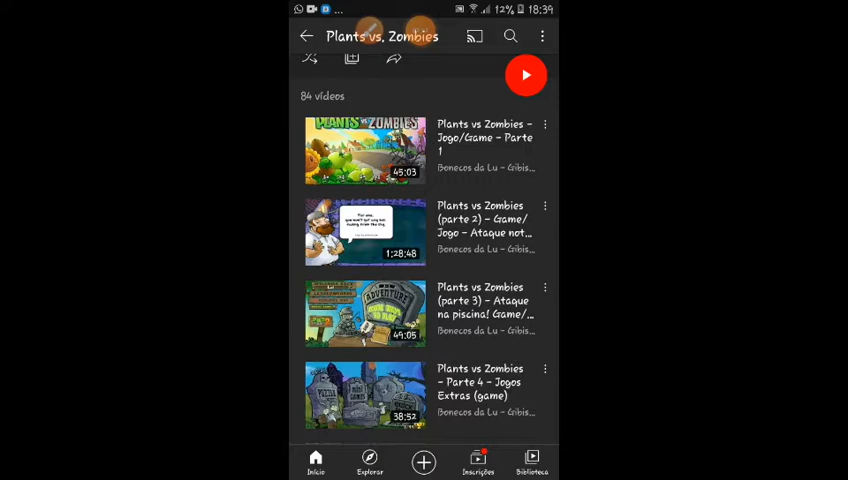 ... 12% 18:39
Plants vs. Zombies
84 vídeos
PLANTS VS ZOMBIES
45:03
Plants vs Zombies -
Jogo/Game - Parte
1
Bonecos da Lu - Gibis...
1:28:48
Plants vs Zombies
(parte 2) - Game/
Jogo - Ataque not...
Bonecos da Lu - Gibis...
ADVENTURE
49:05
Plants vs Zombies
(parte 3) - Ataque
na piscina! Game/...
Bonecos da Lu - Gibis...
38:52
Plants vs Zombies
- Parte 4 - Jogos
Extras (game)
Bonecos da Lu - Gibis...
Início
Explorar
Inscrições
Biblioteca